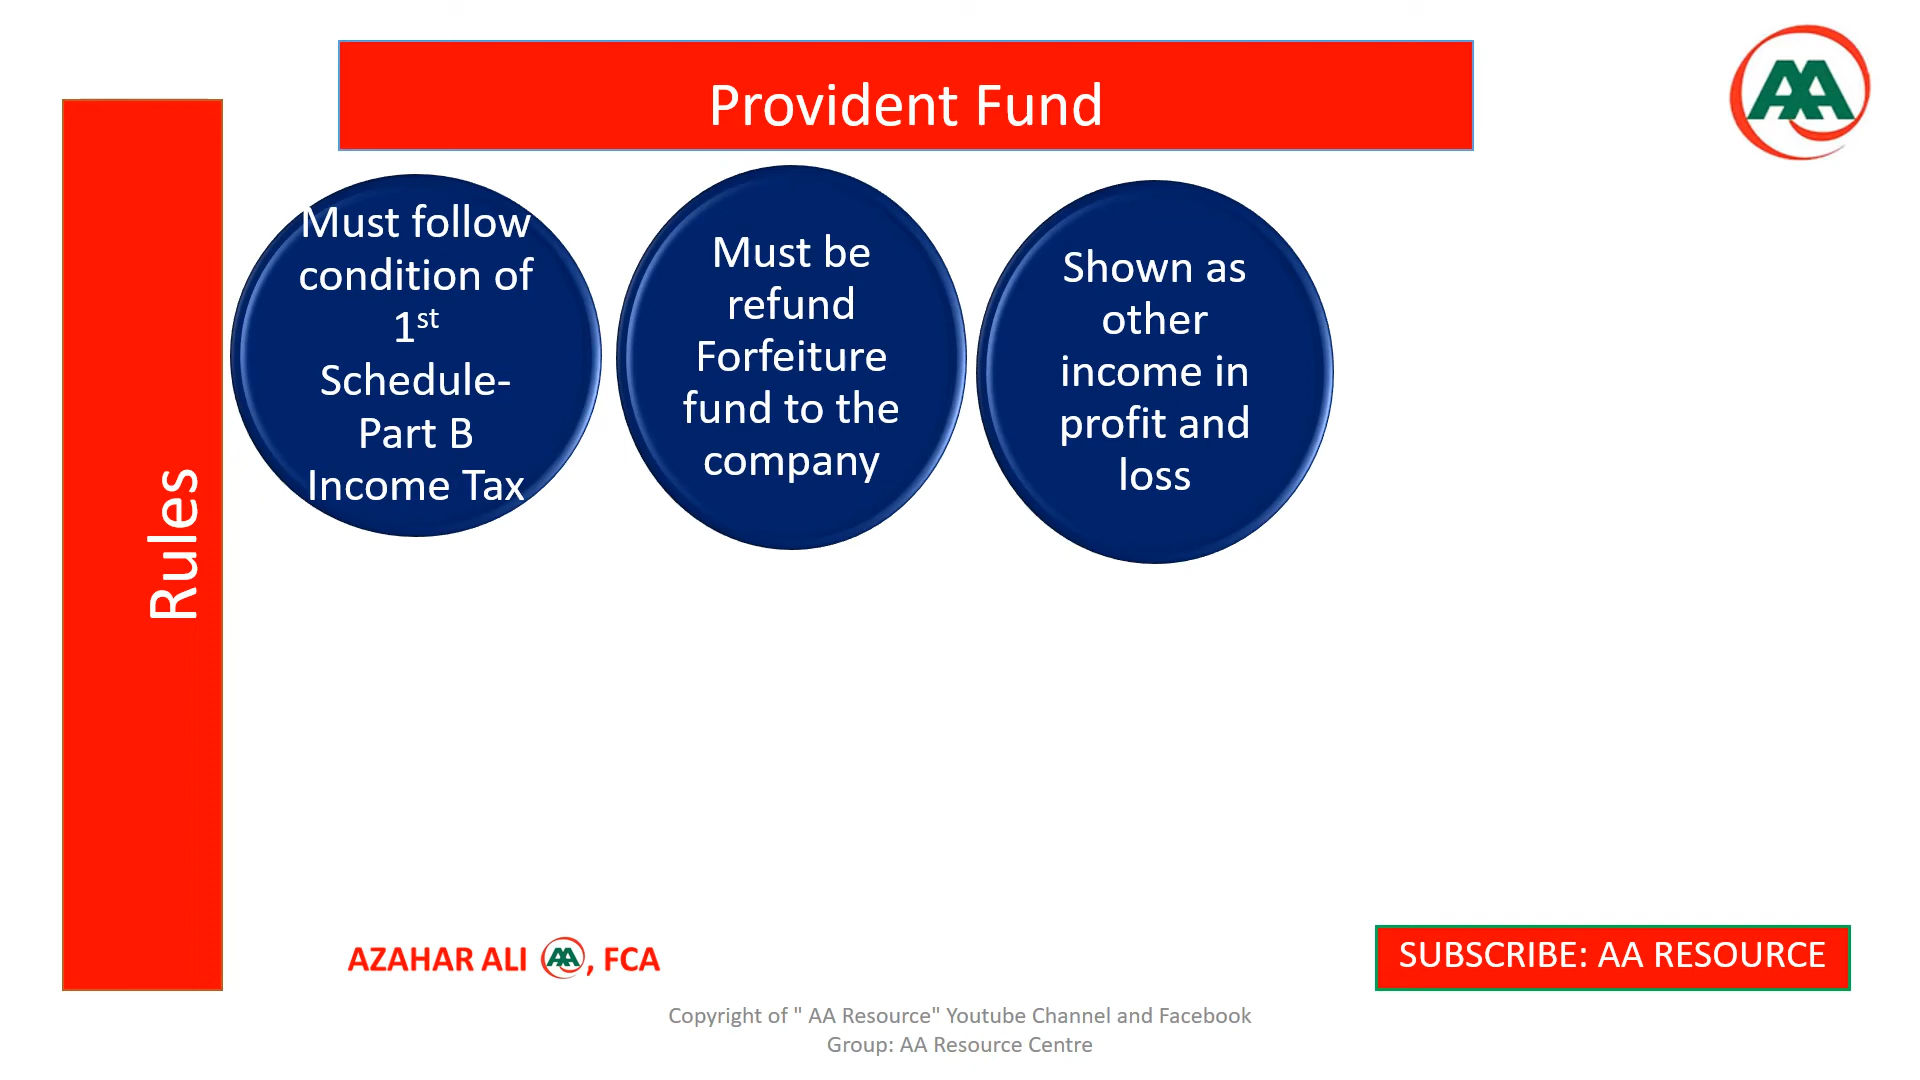 Provident Fund
Rules
Must follow
condition of
1st
Schedule-
Part B
Income Tax
Must be
refund
Forfeiture
fund to the
company
Shown as
other
income in
profit and
loss
AA
AZAHAR ALI AA, FCA
SUBSCRIBE: AA RESOURCE
Copyright of " AA Resource" Youtube Channel and Facebook
Group: AA Resource Centre